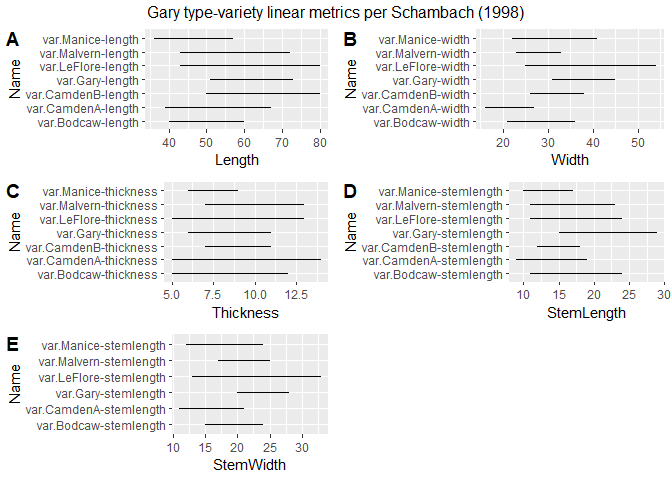 Gary type-variety linear metrics per Schambach (1998)
A
Name
var.Manice-length
var.Malvern-length
var.LeFlore-length
var.Gary-length
var.CamdenB-length
var.CamdenA-length
var.Bodcaw-length
40 50 60 70 80
Length
B
Name
var.Manice-width
var.Malvern-width
var.LeFlore-width
var.Gary-width
var.CamdenB-width
var.CamdenA-width
var.Bodcaw-width
20 30 40 50
Width
C
Name
var.Manice-thickness
var.Malvern-thickness
var.LeFlore-thickness
var.Gary-thickness
var.CamdenB-thickness
var.CamdenA-thickness
var.Bodcaw-thickness
5.0 7.5 10.0 12.5
Thickness
D
Name
var.Manice-stemlength
var.Malvern-stemlength
var.LeFlore-stemlength
var.Gary-stemlength
var.CamdenB-stemlength
var.CamdenA-stemlength
var.Bodcaw-stemlength
10 15 20 25 30
StemLength
E
Name
var.Manice-stemlength
var.Malvern-stemlength
var.LeFlore-stemlength
var.Gary-stemlength
var.CamdenA-stemlength
var.Bodcaw-stemlength
10 15 20 25 30
StemWidth